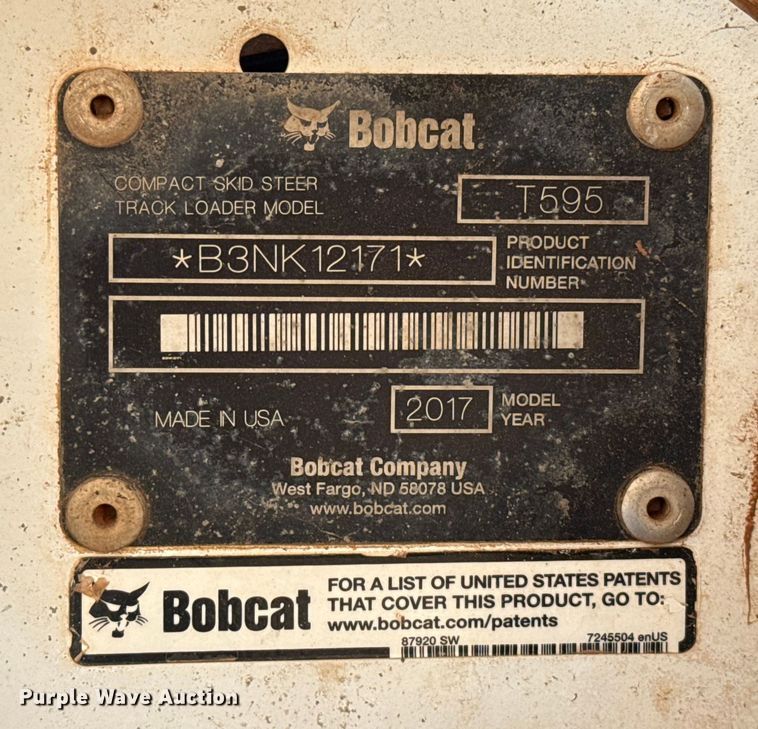 Bobcat.
COMPACT SKID STEER
TRACK LOADER MODEL
T595
*B3NK12171*
PRODUCT
IDENTIFICATION
NUMBER
MADE IN USA
2017
MODEL
YEAR
Bobcat Company
West Fargo, ND 58078 USA
www.bobcat.com
Bobcat
FOR A LIST OF UNITED STATES PATENTS
THAT COVER THIS PRODUCT, GO TO:
www.bobcat.com/patents
87920 SW
7245504 enUS
Purple Wave Auction